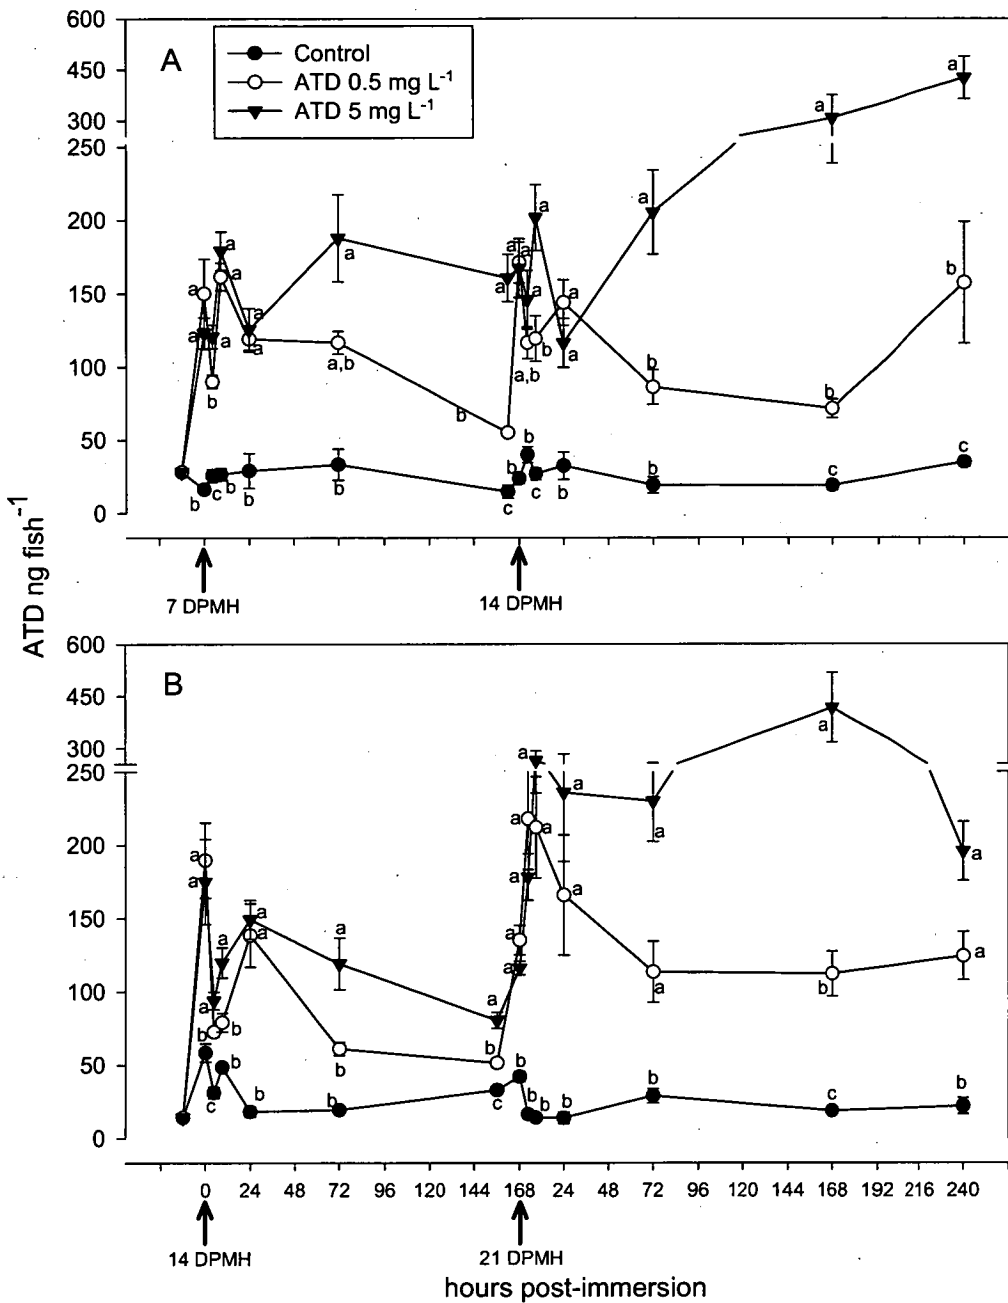 A
Control
ATD 0.5 mg L⁻¹
ATD 5 mg L⁻¹
600
450
300
250
200
150
100
50
0
a
a
a
b
b
a
a
a
c
b
a
a
b
a
a,b
b
b
a
c
a
a
b
a
a,b
b
a
b
c
a
a
b
a
b
b
a
b
c
a
b
c
7 DPMH
14 DPMH
ATD ng fish⁻¹
B
600
450
300
250
200
150
100
50
0
a
a
b
a
c
a
b
b
a
a
b
a
b
b
a
b
c
a
a
b
a
a
b
a
a
b
a
a
b
a
a
b
a
b
c
a
a
b
0 24 48 72 96 120 144 168 24 48 72 96 120 144 168 192 216 240
14 DPMH
21 DPMH
hours post-immersion